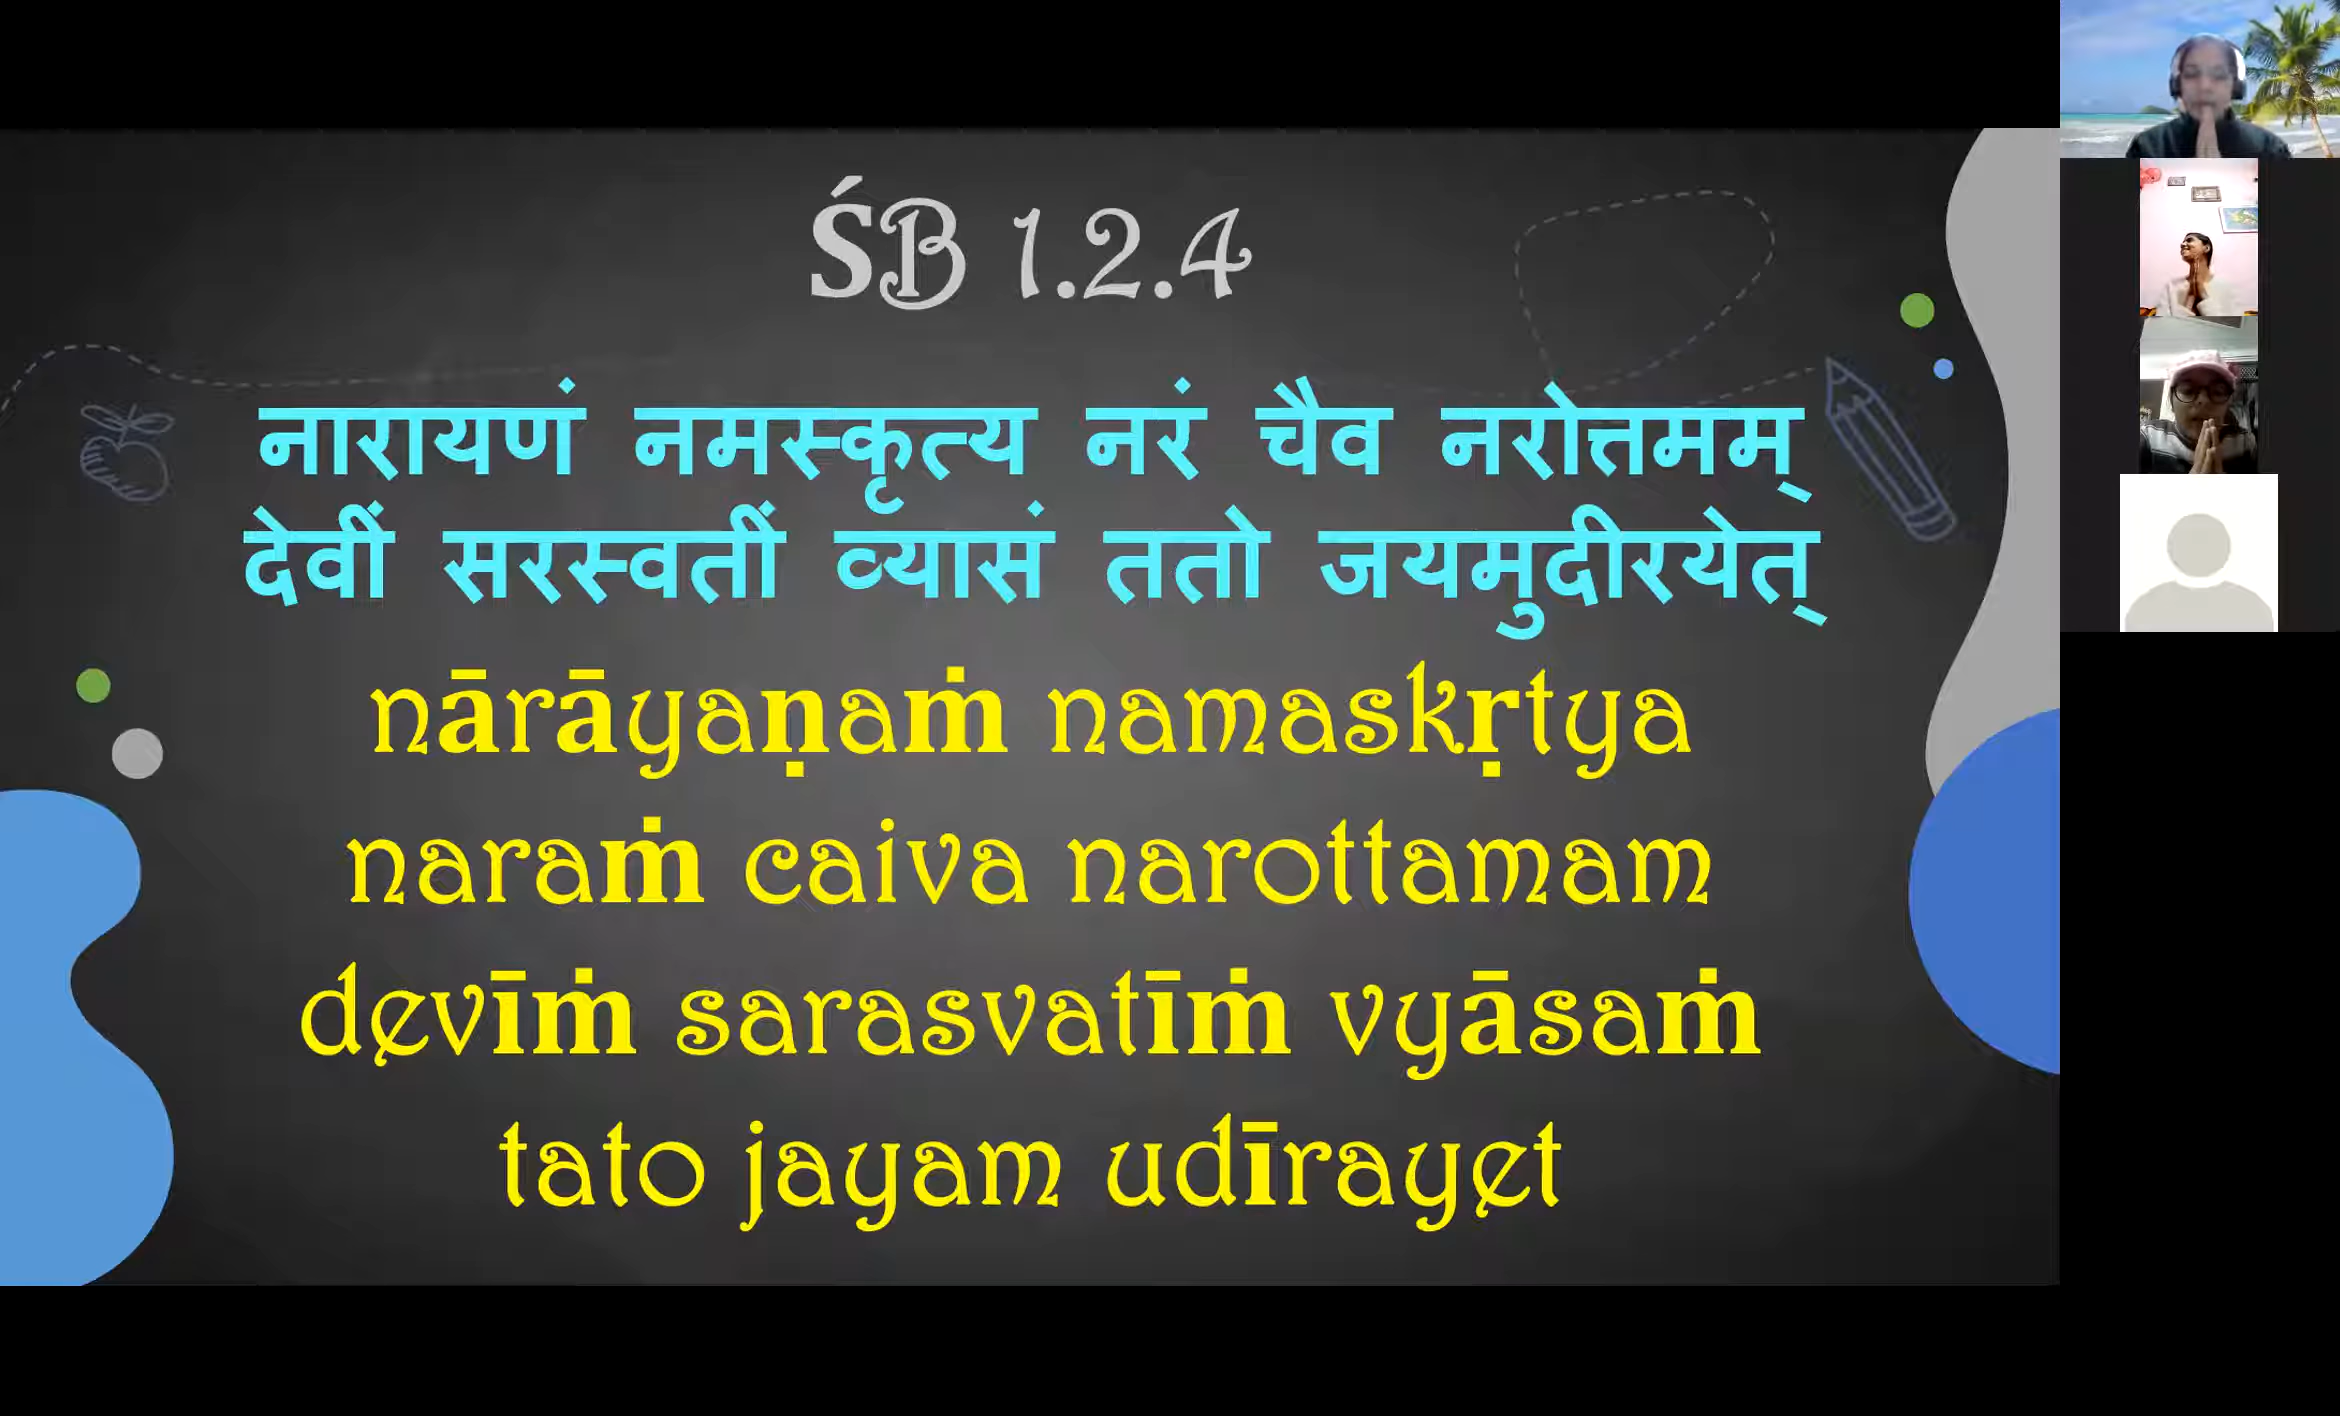 ŚB 1.2.4
नारायणं नमस्कृत्य नरं चैव नरोत्तमम्
देवीं सरस्वतीं व्यासं ततो जयमुदीरयेत्
nārāyaṇaṁ namaskṛtya
naraṁ caiva narottamam
devīṁ sarasvatīṁ vyāsaṁ
tato jayam udīrayet